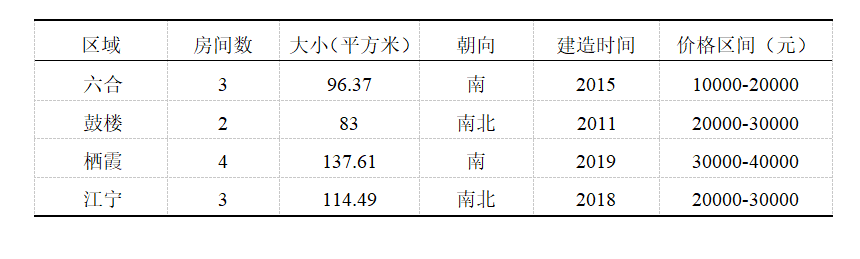 区域 房间数 大小（平方米） 朝向 建造时间 价格区间（元）
六合 3 96.37 南 2015 10000-20000
鼓楼 2 83 南北 2011 20000-30000
栖霞 4 137.61 南 2019 30000-40000
江宁 3 114.49 南北 2018 20000-30000